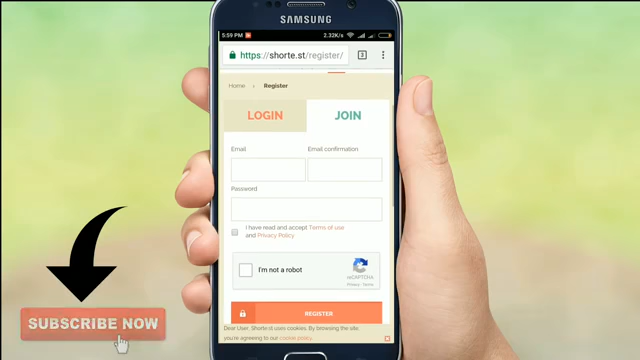 SAMSUNG
5:59 PM 2.32K/s
https://shorte.st/register/ 3
Home › Register
LOGIN JOIN
Email Email confirmation
Password
I have read and accept Terms of use
and Privacy Policy
I'm not a robot
reCAPTCHA
Privacy - Terms
REGISTER
Dear User, Shorte.st uses cookies. By browsing the site
you're agreeing to our cookie policy.
SUBSCRIBE NOW